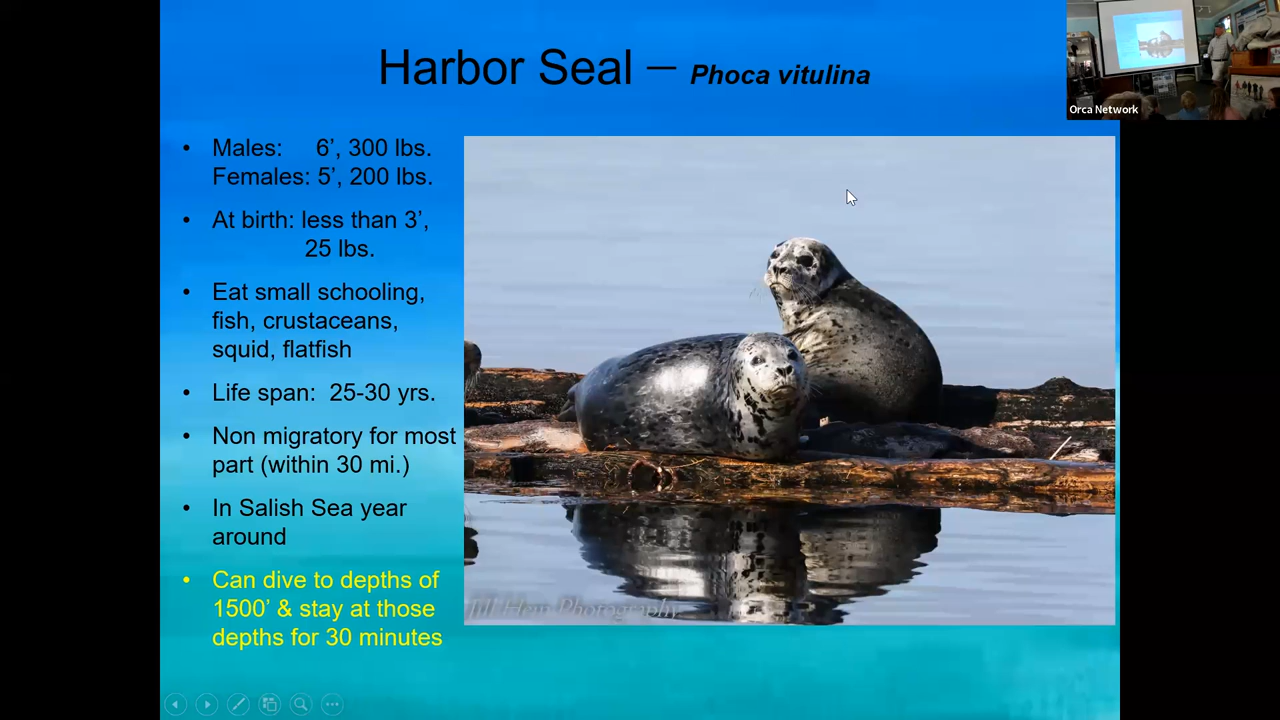 Harbor Seal – Phoca vitulina
Orca Network
• Males: 6’, 300 lbs.
Females: 5’, 200 lbs.
• At birth: less than 3’,
25 lbs.
• Eat small schooling,
fish, crustaceans,
squid, flatfish
• Life span: 25-30 yrs.
• Non migratory for most
part (within 30 mi.)
• In Salish Sea year
around
• Can dive to depths of
1500’ & stay at those
depths for 30 minutes
Jill Hein Photography